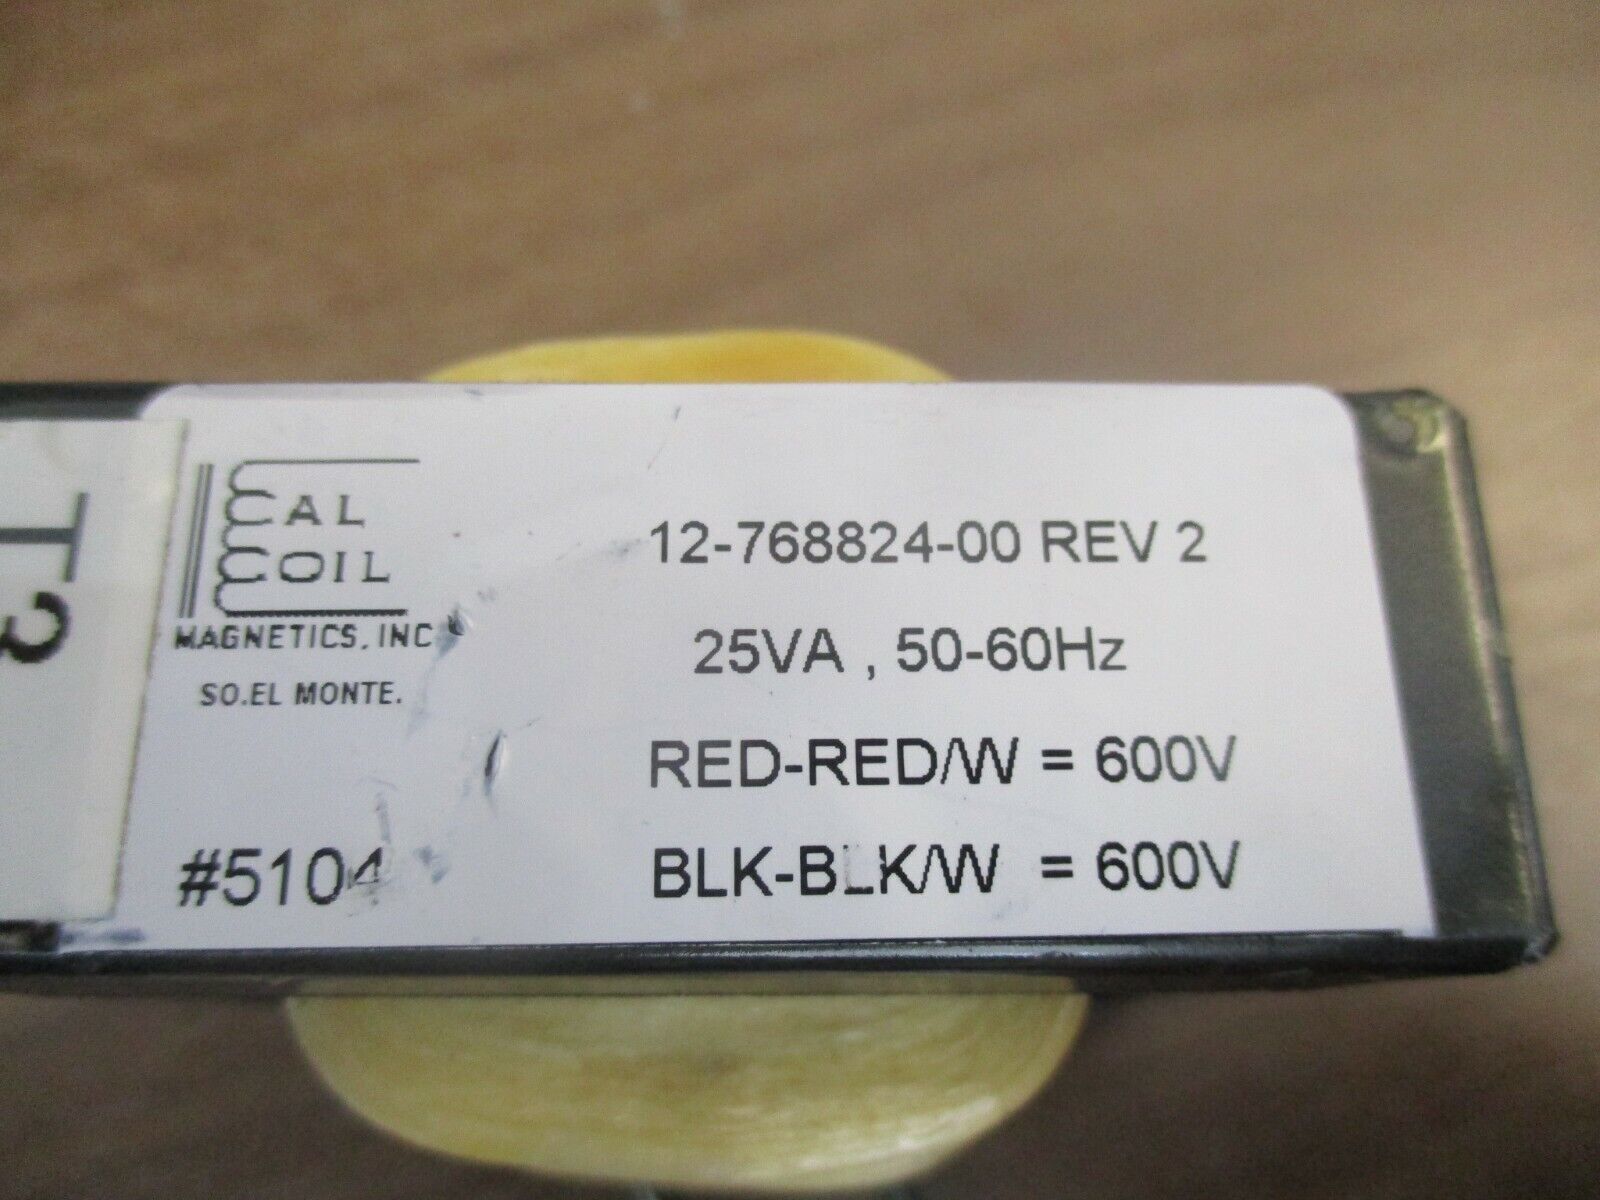 CAL
COIL
MAGNETICS, INC
SO.EL MONTE.
#5104
12-768824-00 REV 2
25VA , 50-60Hz
RED-RED/W = 600V
BLK-BLK/W = 600V
T3